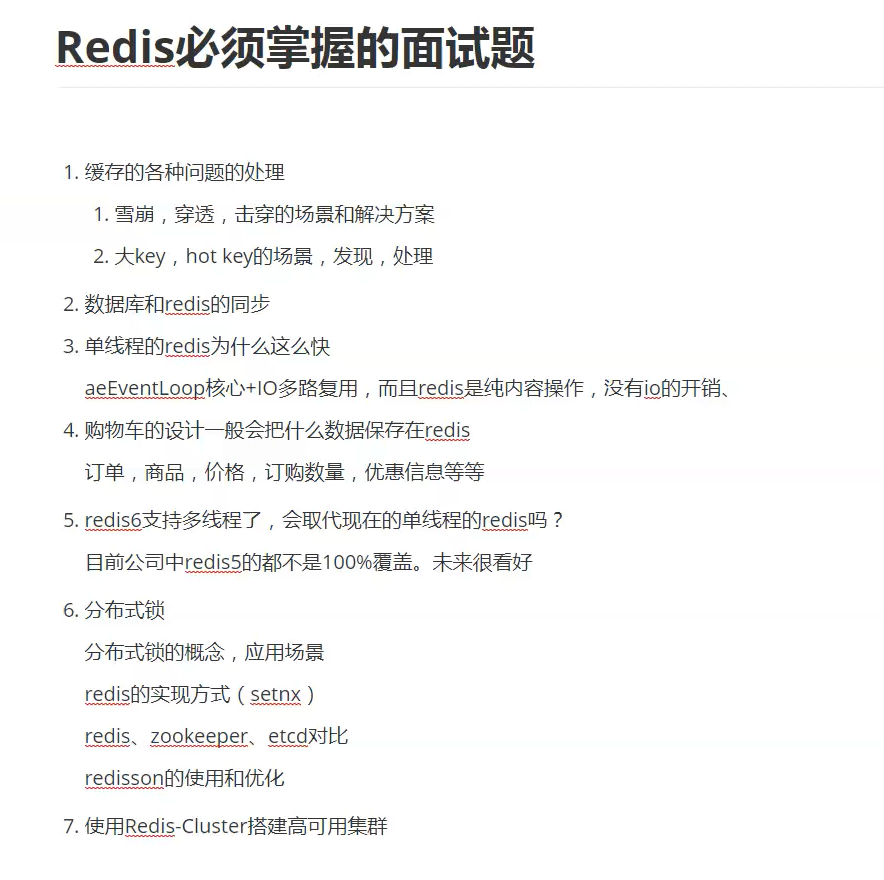 Redis必须掌握的面试题
1. 缓存的各种问题的处理
1. 雪崩，穿透，击穿的场景和解决方案
2. 大key，hot key的场景，发现，处理
2. 数据库和redis的同步
3. 单线程的redis为什么这么快
aeEventLoop核心+IO多路复用，而且redis是纯内容操作，没有io的开销、
4. 购物车的设计一般会把什么数据保存在redis
订单，商品，价格，订购数量，优惠信息等等
5. redis6支持多线程了，会取代现在的单线程的redis吗？
目前公司中redis5的都不是100%覆盖。未来很看好
6. 分布式锁
分布式锁的概念，应用场景
redis的实现方式（setnx）
redis、zookeeper、etcd对比
redisson的使用和优化
7. 使用Redis-Cluster搭建高可用集群